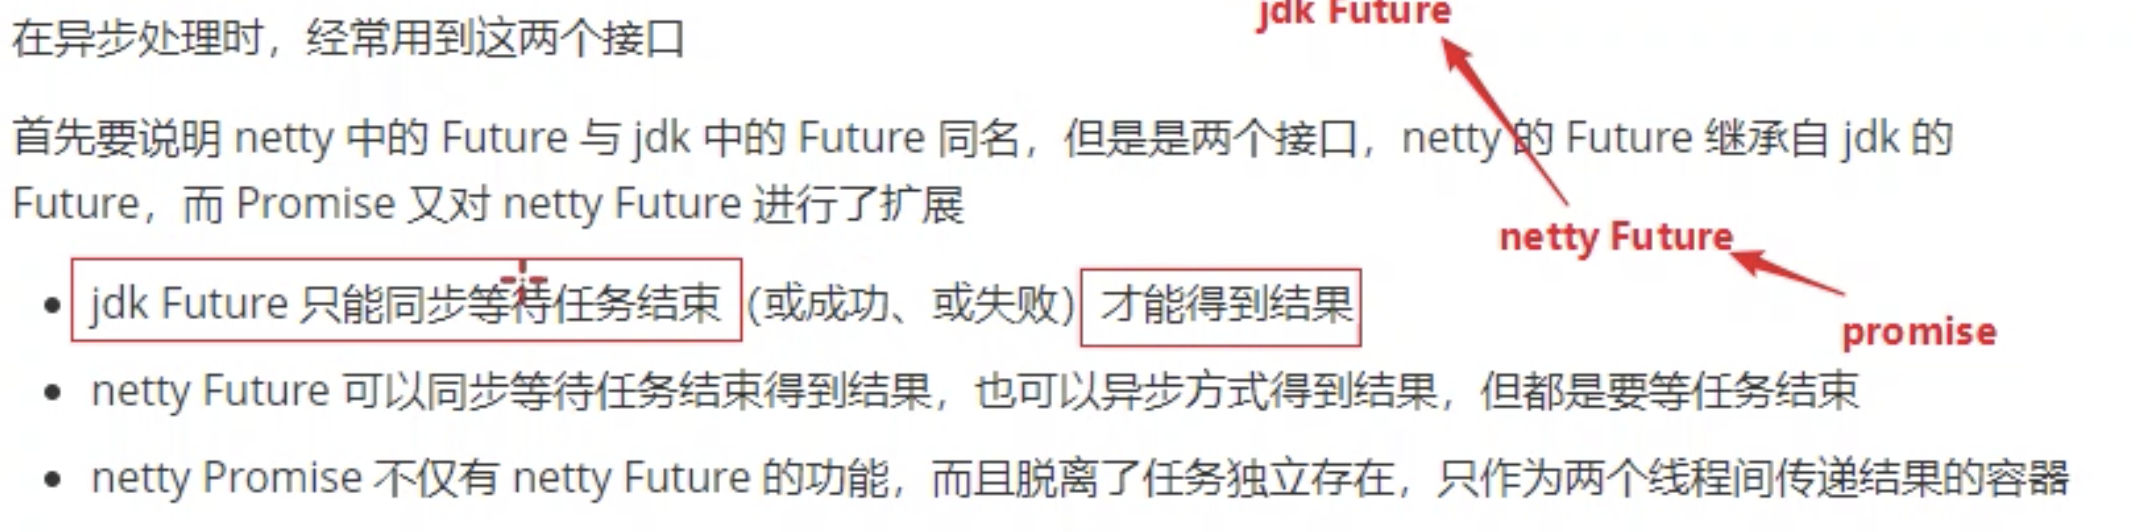 jdk Future
在异步处理时，经常用到这两个接口
首先要说明 netty 中的 Future 与 jdk 中的 Future 同名，但是是两个接口，netty 的 Future 继承自 jdk 的
Future，而 Promise 又对 netty Future 进行了扩展
netty Future
jdk Future 只能同步等待任务结束（或成功、或失败）才能得到结果
promise
netty Future 可以同步等待任务结束得到结果，也可以异步方式得到结果，但都是要等任务结束
netty Promise 不仅有 netty Future 的功能，而且脱离了任务独立存在，只作为两个线程间传递结果的容器